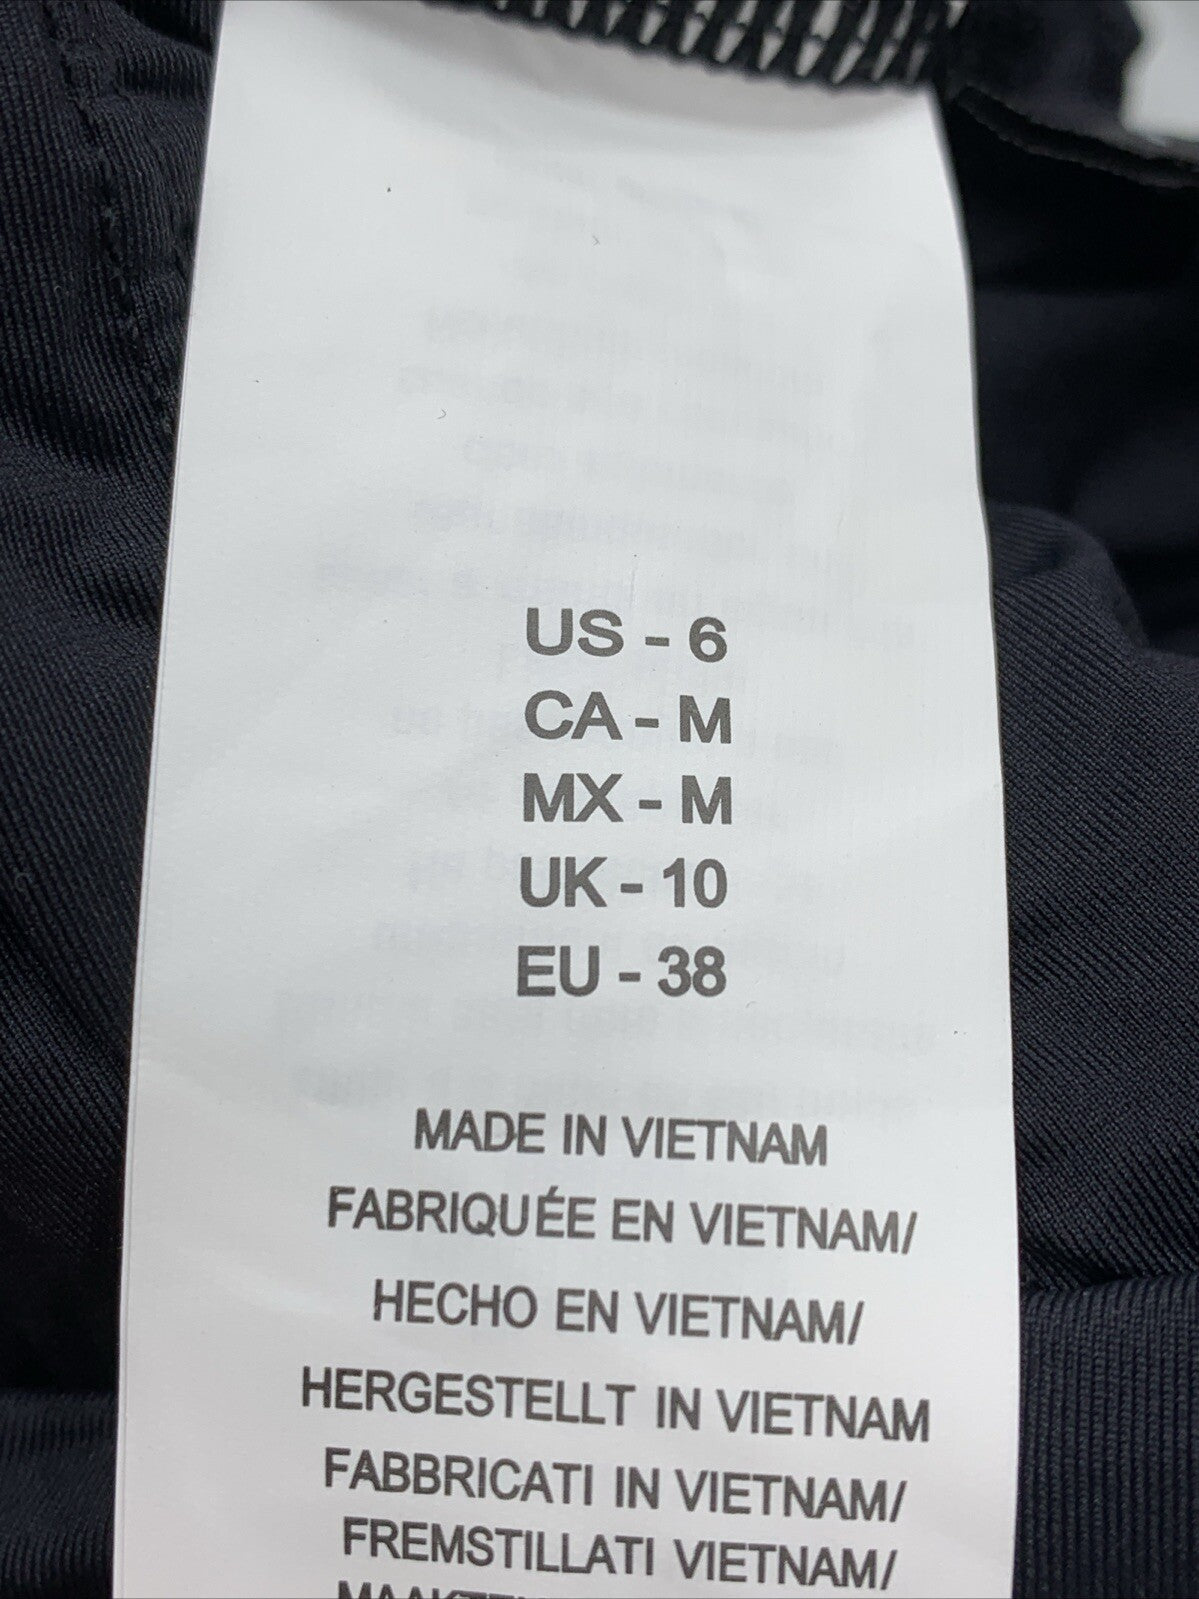 US - 6
CA - M
MX - M
UK - 10
EU - 38
MADE IN VIETNAM
FABRIQUÉE EN VIETNAM/
HECHO EN VIETNAM/
HERGESTELLT IN VIETNAM
FABBRICATI IN VIETNAM/
FREMSTILLATI VIETNAM/